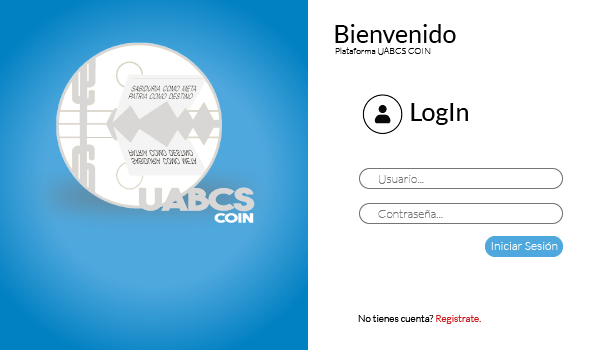 Bienvenido
Plataforma UABCS COIN
SABIDURIA COMO META
PATRIA COMO DESTINO
PATRIA COMO DESTINO
SABIDURIA COMO META
UABCS
COIN
LogIn
Usuario...
Contraseña...
Iniciar Sesión
No tienes cuenta? Registrate.